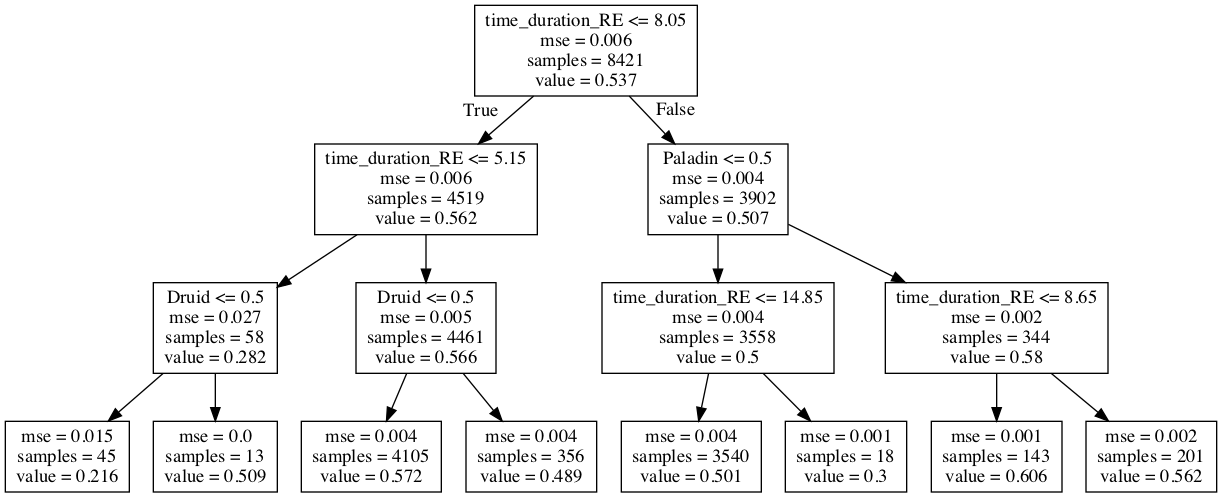 time_duration_RE <= 8.05
mse = 0.006
samples = 8421
value = 0.537
True
False
time_duration_RE <= 5.15
mse = 0.006
samples = 4519
value = 0.562
Paladin <= 0.5
mse = 0.004
samples = 3902
value = 0.507
Druid <= 0.5
mse = 0.027
samples = 58
value = 0.282
Druid <= 0.5
mse = 0.005
samples = 4461
value = 0.566
time_duration_RE <= 14.85
mse = 0.004
samples = 3558
value = 0.5
time_duration_RE <= 8.65
mse = 0.002
samples = 344
value = 0.58
mse = 0.015
samples = 45
value = 0.216
mse = 0.0
samples = 13
value = 0.509
mse = 0.004
samples = 4105
value = 0.572
mse = 0.004
samples = 356
value = 0.489
mse = 0.004
samples = 3540
value = 0.501
mse = 0.001
samples = 18
value = 0.3
mse = 0.001
samples = 143
value = 0.606
mse = 0.002
samples = 201
value = 0.562